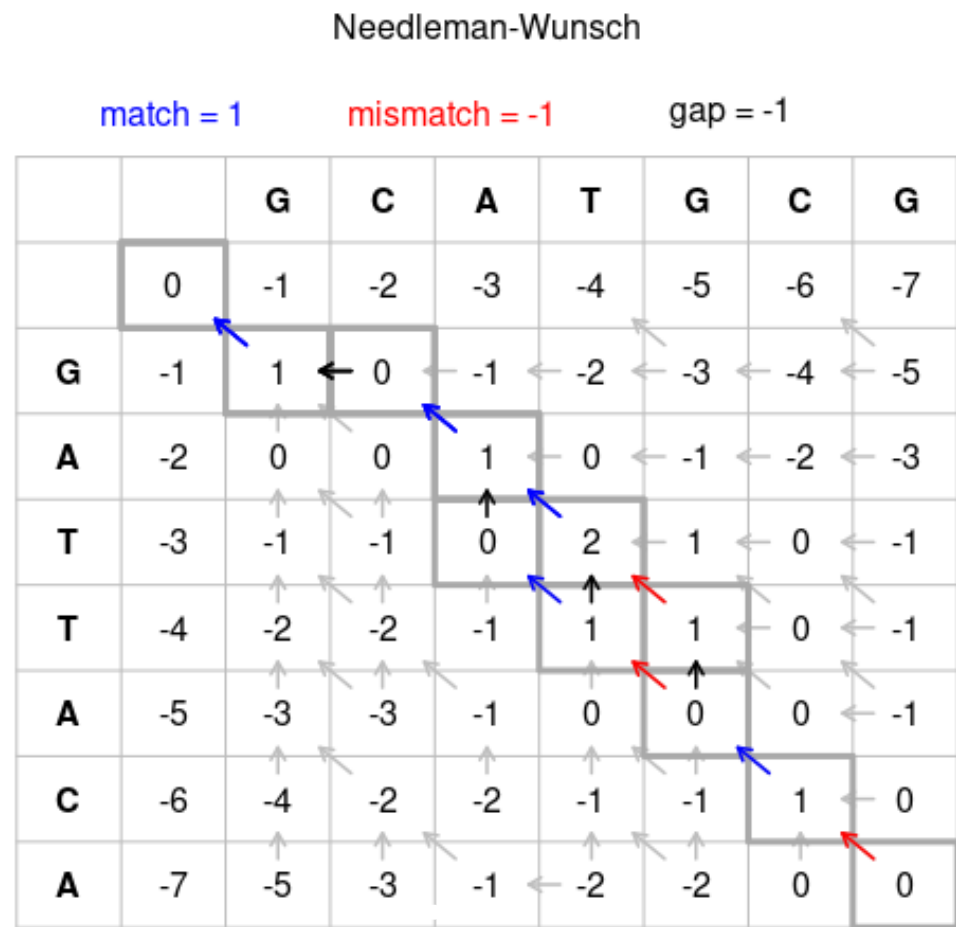 Needleman-Wunsch
match = 1 mismatch = -1 gap = -1
G C A T G C G
0 -1 -2 -3 -4 -5 -6 -7
G -1 1 0 -1 -2 -3 -4 -5
A -2 0 0 1 0 -1 -2 -3
T -3 -1 -1 0 2 1 0 -1
T -4 -2 -2 -1 1 1 0 -1
A -5 -3 -3 -1 0 0 0 -1
C -6 -4 -2 -2 -1 -1 1 0
A -7 -5 -3 -1 -2 -2 0 0